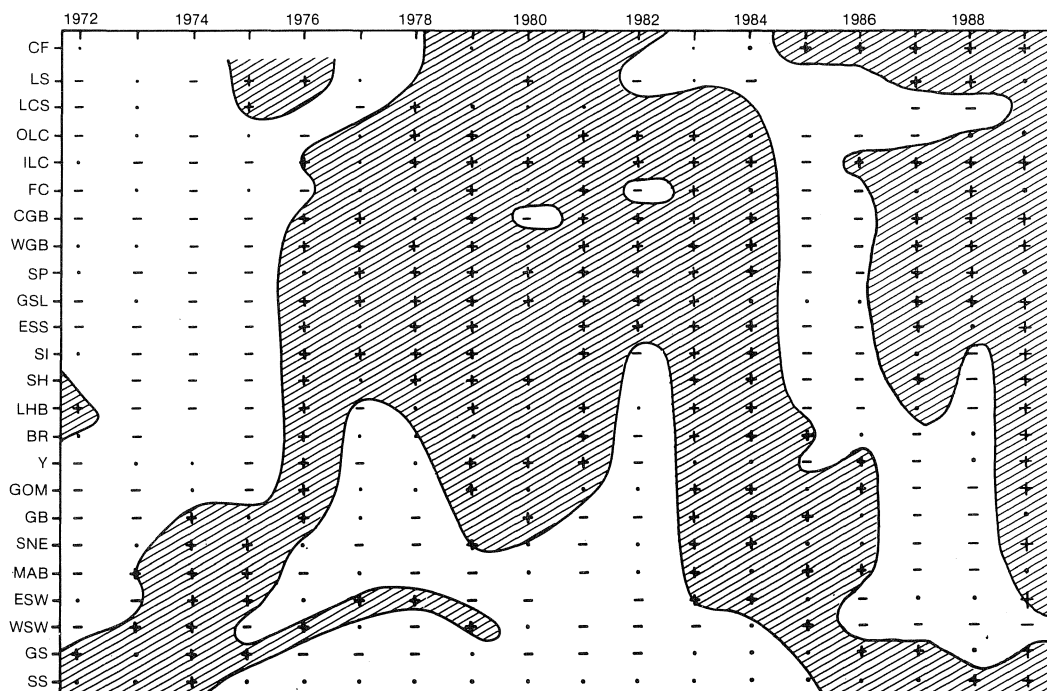 1972 1974 1976 1978 1980 1982 1984 1986 1988
CF
LS
LCS
OLC
ILC
FC
CGB
WGB
SP
GSL
ESS
SI
SH
LHB
BR
Y
GOM
GB
SNE
MAB
ESW
WSW
GS
SS